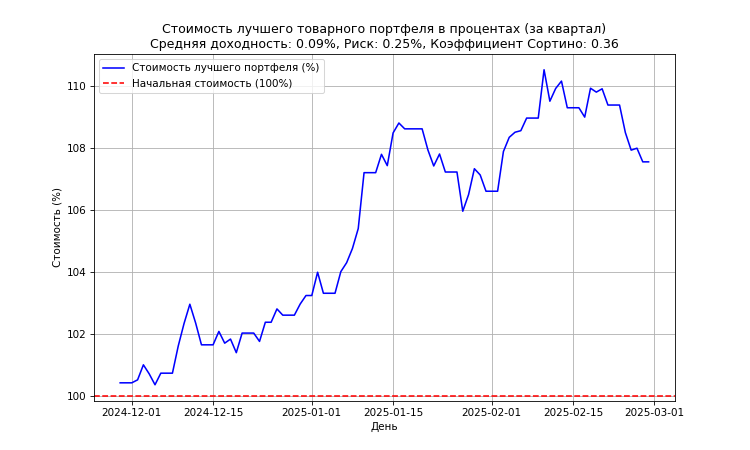 Стоимость лучшего товарного портфеля в процентах (за квартал)
Средняя доходность: 0.09%, Риск: 0.25%, Коэффициент Сортино: 0.36
Стоимость лучшего портфеля (%)
Начальная стоимость (100%)
Стоимость (%)
110
108
106
104
102
100
2024-12-01
2024-12-15
2025-01-01
2025-01-15
2025-02-01
2025-02-15
2025-03-01
День